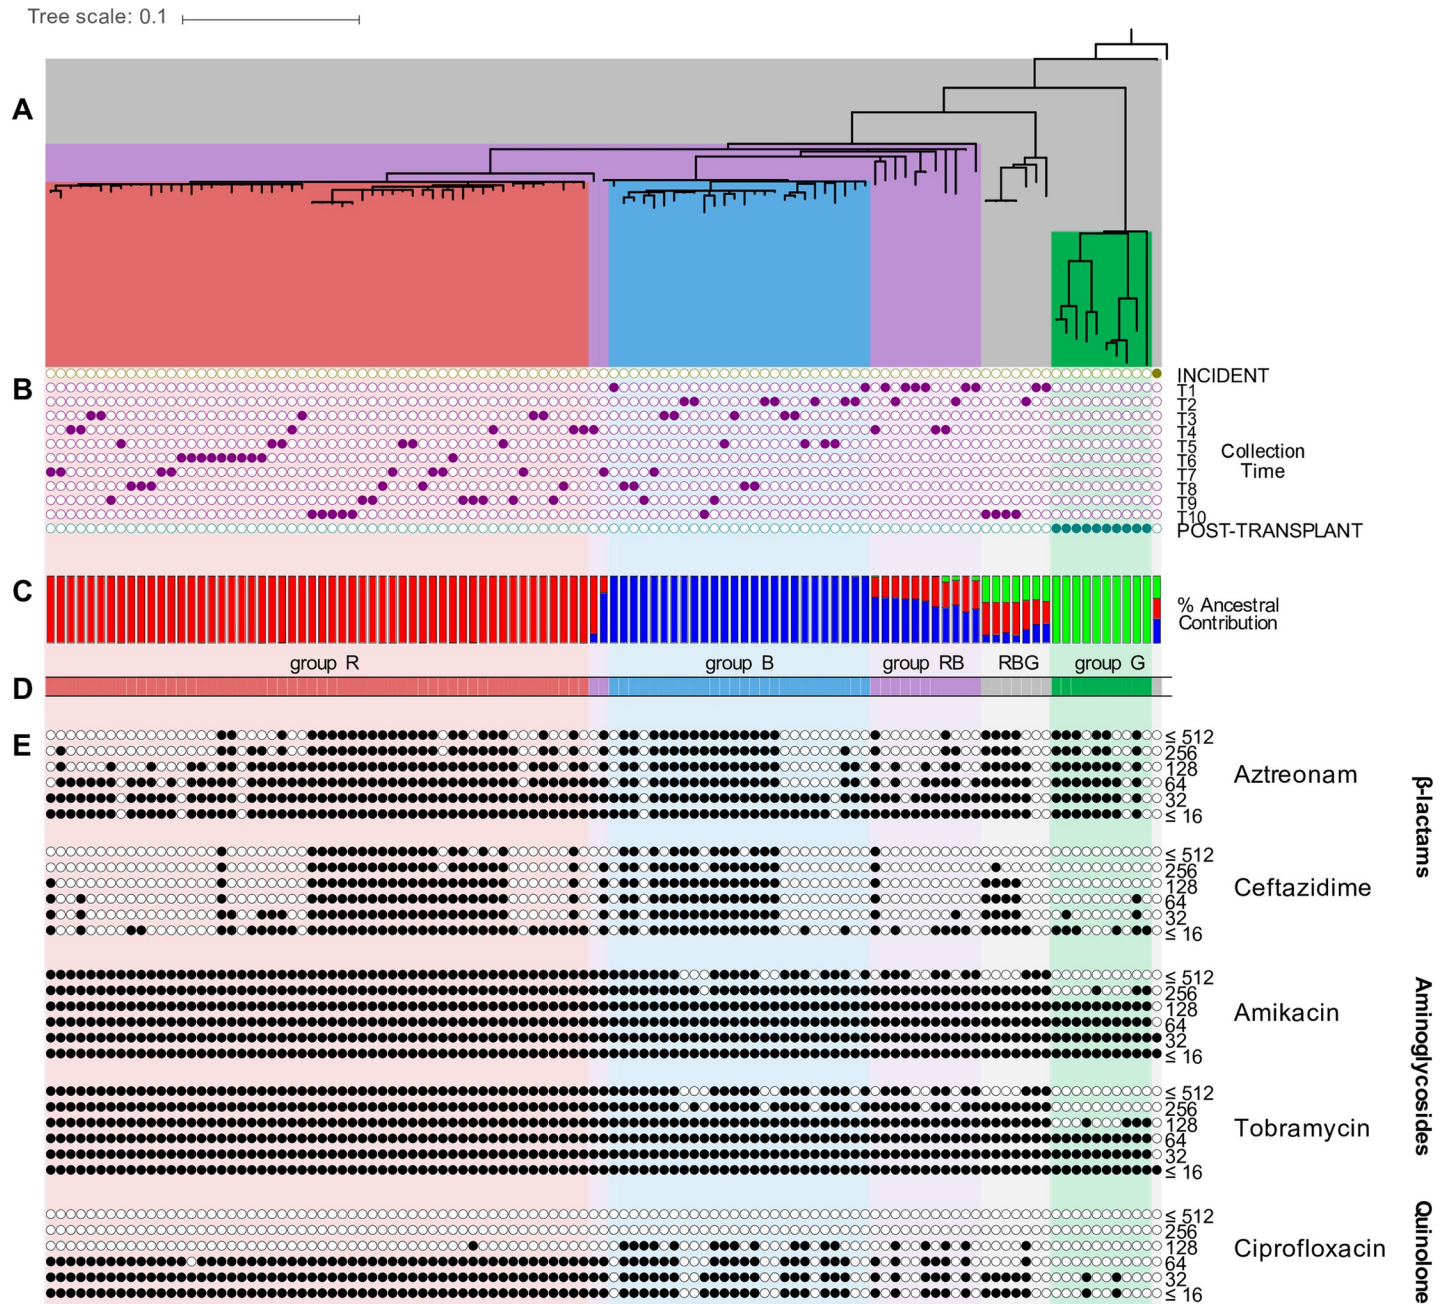 Tree scale: 0.1
A
B
INCIDENT
T1
T2
T3
T4
T5
T6
T7
T8
T9
T10
POST-TRANSPLANT
Collection
Time
C
% Ancestral
Contribution
group R
group B
group RB
RBG
group G
D
E
≤ 512
256
128
64
32
≤ 16
Aztreonam
≤ 512
256
128
64
32
≤ 16
Ceftazidime
β-lactams
≤ 512
256
128
64
32
≤ 16
Amikacin
≤ 512
256
128
64
32
≤ 16
Tobramycin
Aminoglycosides
≤ 512
256
128
64
32
≤ 16
Ciprofloxacin
Quinolone